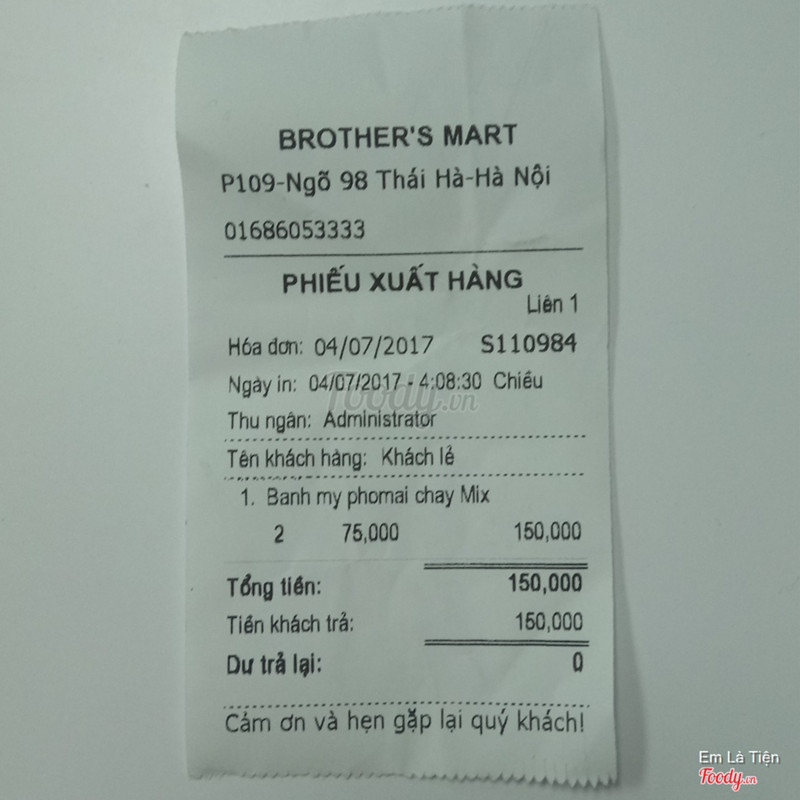 BROTHER'S MART
P109-Ngõ 98 Thái Hà-Hà Nội
01686053333
PHIẾU XUẤT HÀNG
Liên 1
Hóa đơn: 04/07/2017 S110984
Ngày in: 04/07/2017 - 4:08:30 Chiều
Foody.vn
Thu ngân: Administrator
Tên khách hàng: Khách lẻ
1. Banh my phomai chay Mix
2 75,000 150,000
Tổng tiền: 150,000
Tiền khách trả: 150,000
Dư trả lại: 0
Cảm ơn và hẹn gặp lại quý khách!
Em Là Tiện
Foody.vn